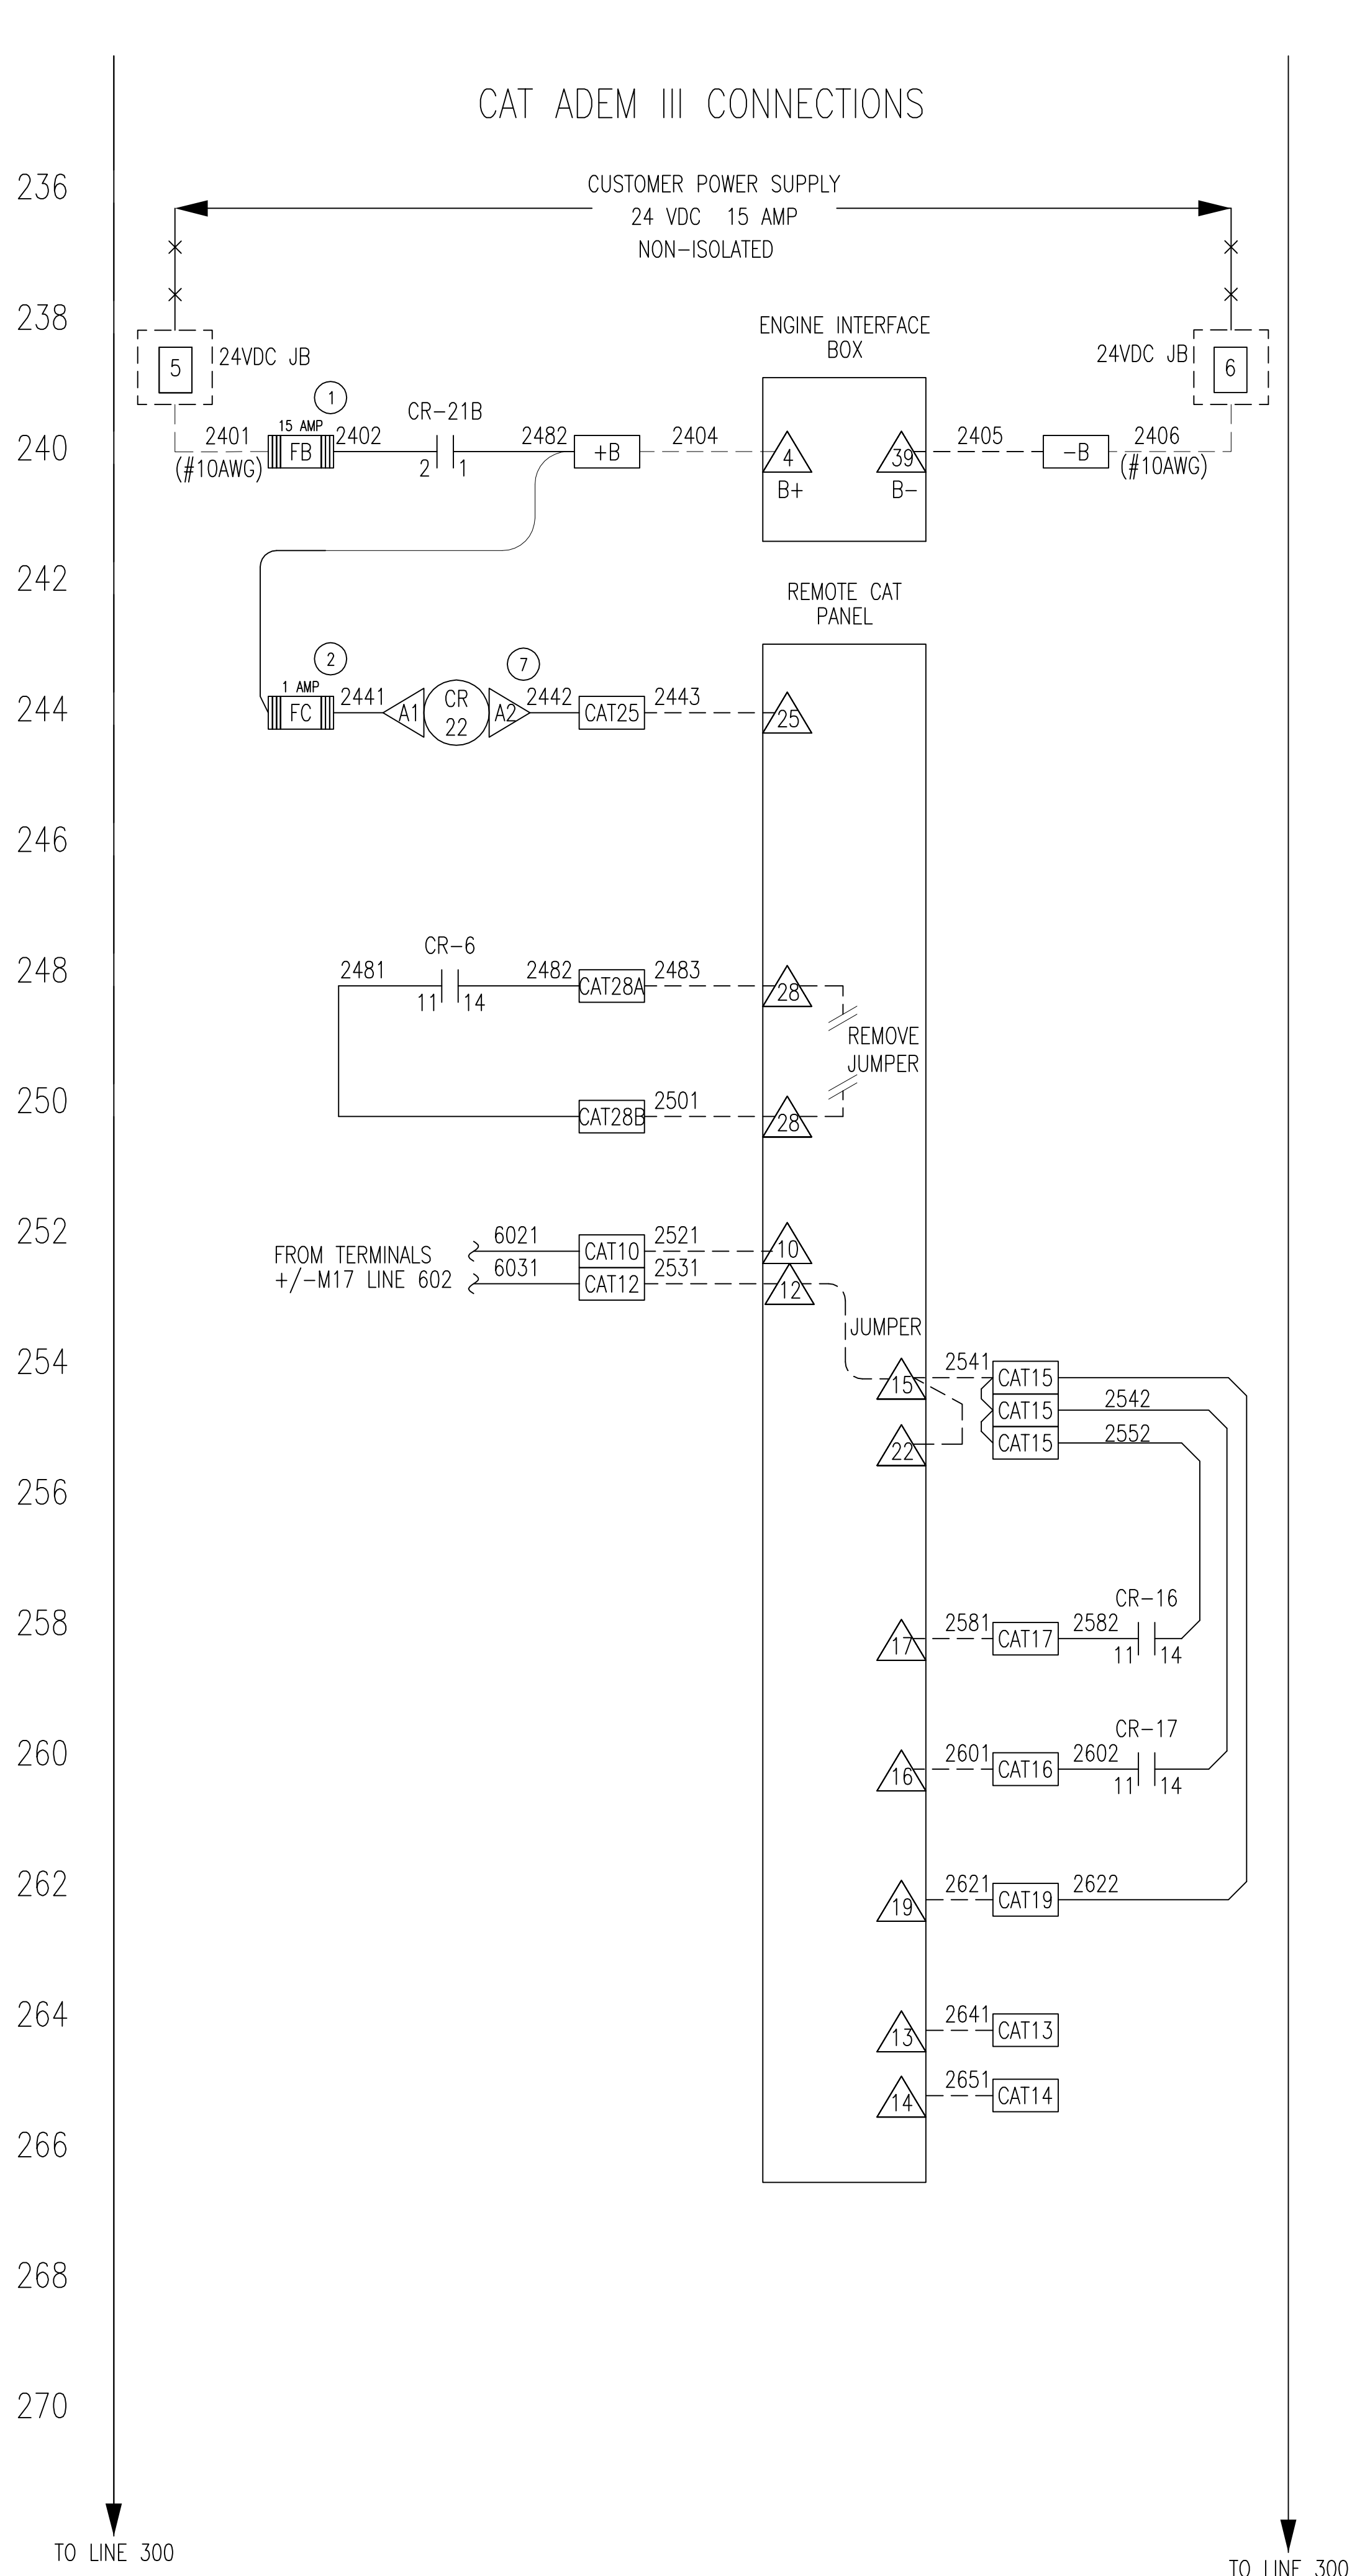 CAT ADEM III CONNECTIONS
236
CUSTOMER POWER SUPPLY
24 VDC 15 AMP
NON-ISOLATED
238
ENGINE INTERFACE
BOX
5
24VDC JB
24VDC JB
6
1
CR-21B
240
2401
(#10AWG)
15 AMP
FB
2402
2
1
2482
+B
2404
4
B+
39
B-
2405
-B
2406
(#10AWG)
242
REMOTE CAT
PANEL
2
7
244
1 AMP
FC
2441
A1
CR
22
A2
2442
CAT25
2443
25
246
CR-6
248
2481
11
14
2482
CAT28A
2483
28
REMOVE
JUMPER
250
CAT28B
2501
28
252
FROM TERMINALS
+/-M17 LINE 602
6021
CAT10
2521
10
6031
CAT12
2531
12
JUMPER
254
15
2541
CAT15
CAT15
2542
22
CAT15
2552
256
CR-16
258
17
2581
CAT17
2582
11
14
CR-17
260
16
2601
CAT16
2602
11
14
262
19
2621
CAT19
2622
264
13
2641
CAT13
14
2651
CAT14
266
268
270
TO LINE 300
TO LINE 300